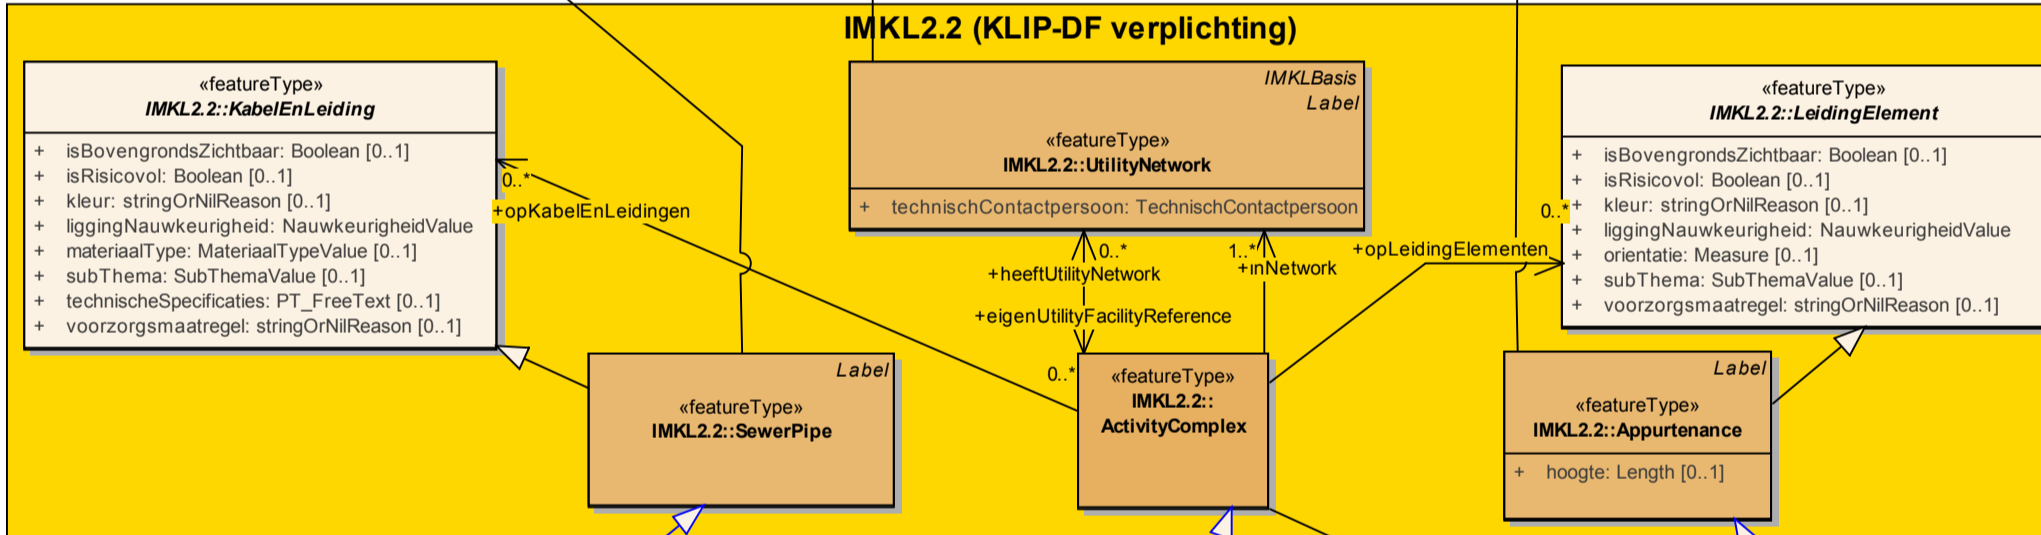 IMKL2.2 (KLIP-DF verplichting)
«featureType»
IMKL2.2::KabelEnLeiding
+ isBovengrondsZichtbaar: Boolean [0..1]
+ isRisicovol: Boolean [0..1]
+ kleur: stringOrNilReason [0..1]
+ liggingNauwkeurigheid: NauwkeurigheidValue
+ materiaalType: MateriaalTypeValue [0..1]
+ subThema: SubThemaValue [0..1]
+ technischeSpecificaties: PT_FreeText [0..1]
+ voorzorgsmaatregel: stringOrNilReason [0..1]
0..*
+opKabelEnLeidingen
IMKLBasis
Label
«featureType»
IMKL2.2::UtilityNetwork
+ technischContactpersoon: TechnischContactpersoon
0..*
+heeftUtilityNetwork
+eigenUtilityFacilityReference
0..*
1..*
+inNetwork
+opLeidingElementen
0..*
«featureType»
IMKL2.2::LeidingElement
+ isBovengrondsZichtbaar: Boolean [0..1]
+ isRisicovol: Boolean [0..1]
+ kleur: stringOrNilReason [0..1]
+ liggingNauwkeurigheid: NauwkeurigheidValue
+ orientatie: Measure [0..1]
+ subThema: SubThemaValue [0..1]
+ voorzorgsmaatregel: stringOrNilReason [0..1]
Label
«featureType»
IMKL2.2::SewerPipe
«featureType»
IMKL2.2::
ActivityComplex
Label
«featureType»
IMKL2.2::Appurtenance
+ hoogte: Length [0..1]